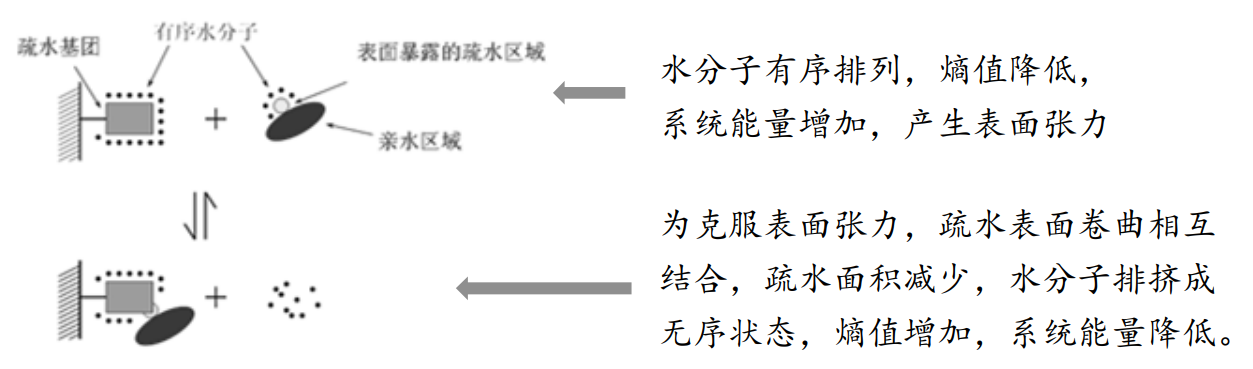 有序水分子
疏水基团
表面暴露的疏水区域
亲水区域
水分子有序排列，熵值降低，
系统能量增加，产生表面张力
为克服表面张力，疏水表面卷曲相互
结合，疏水面积减少，水分子排挤成
无序状态，熵值增加，系统能量降低。